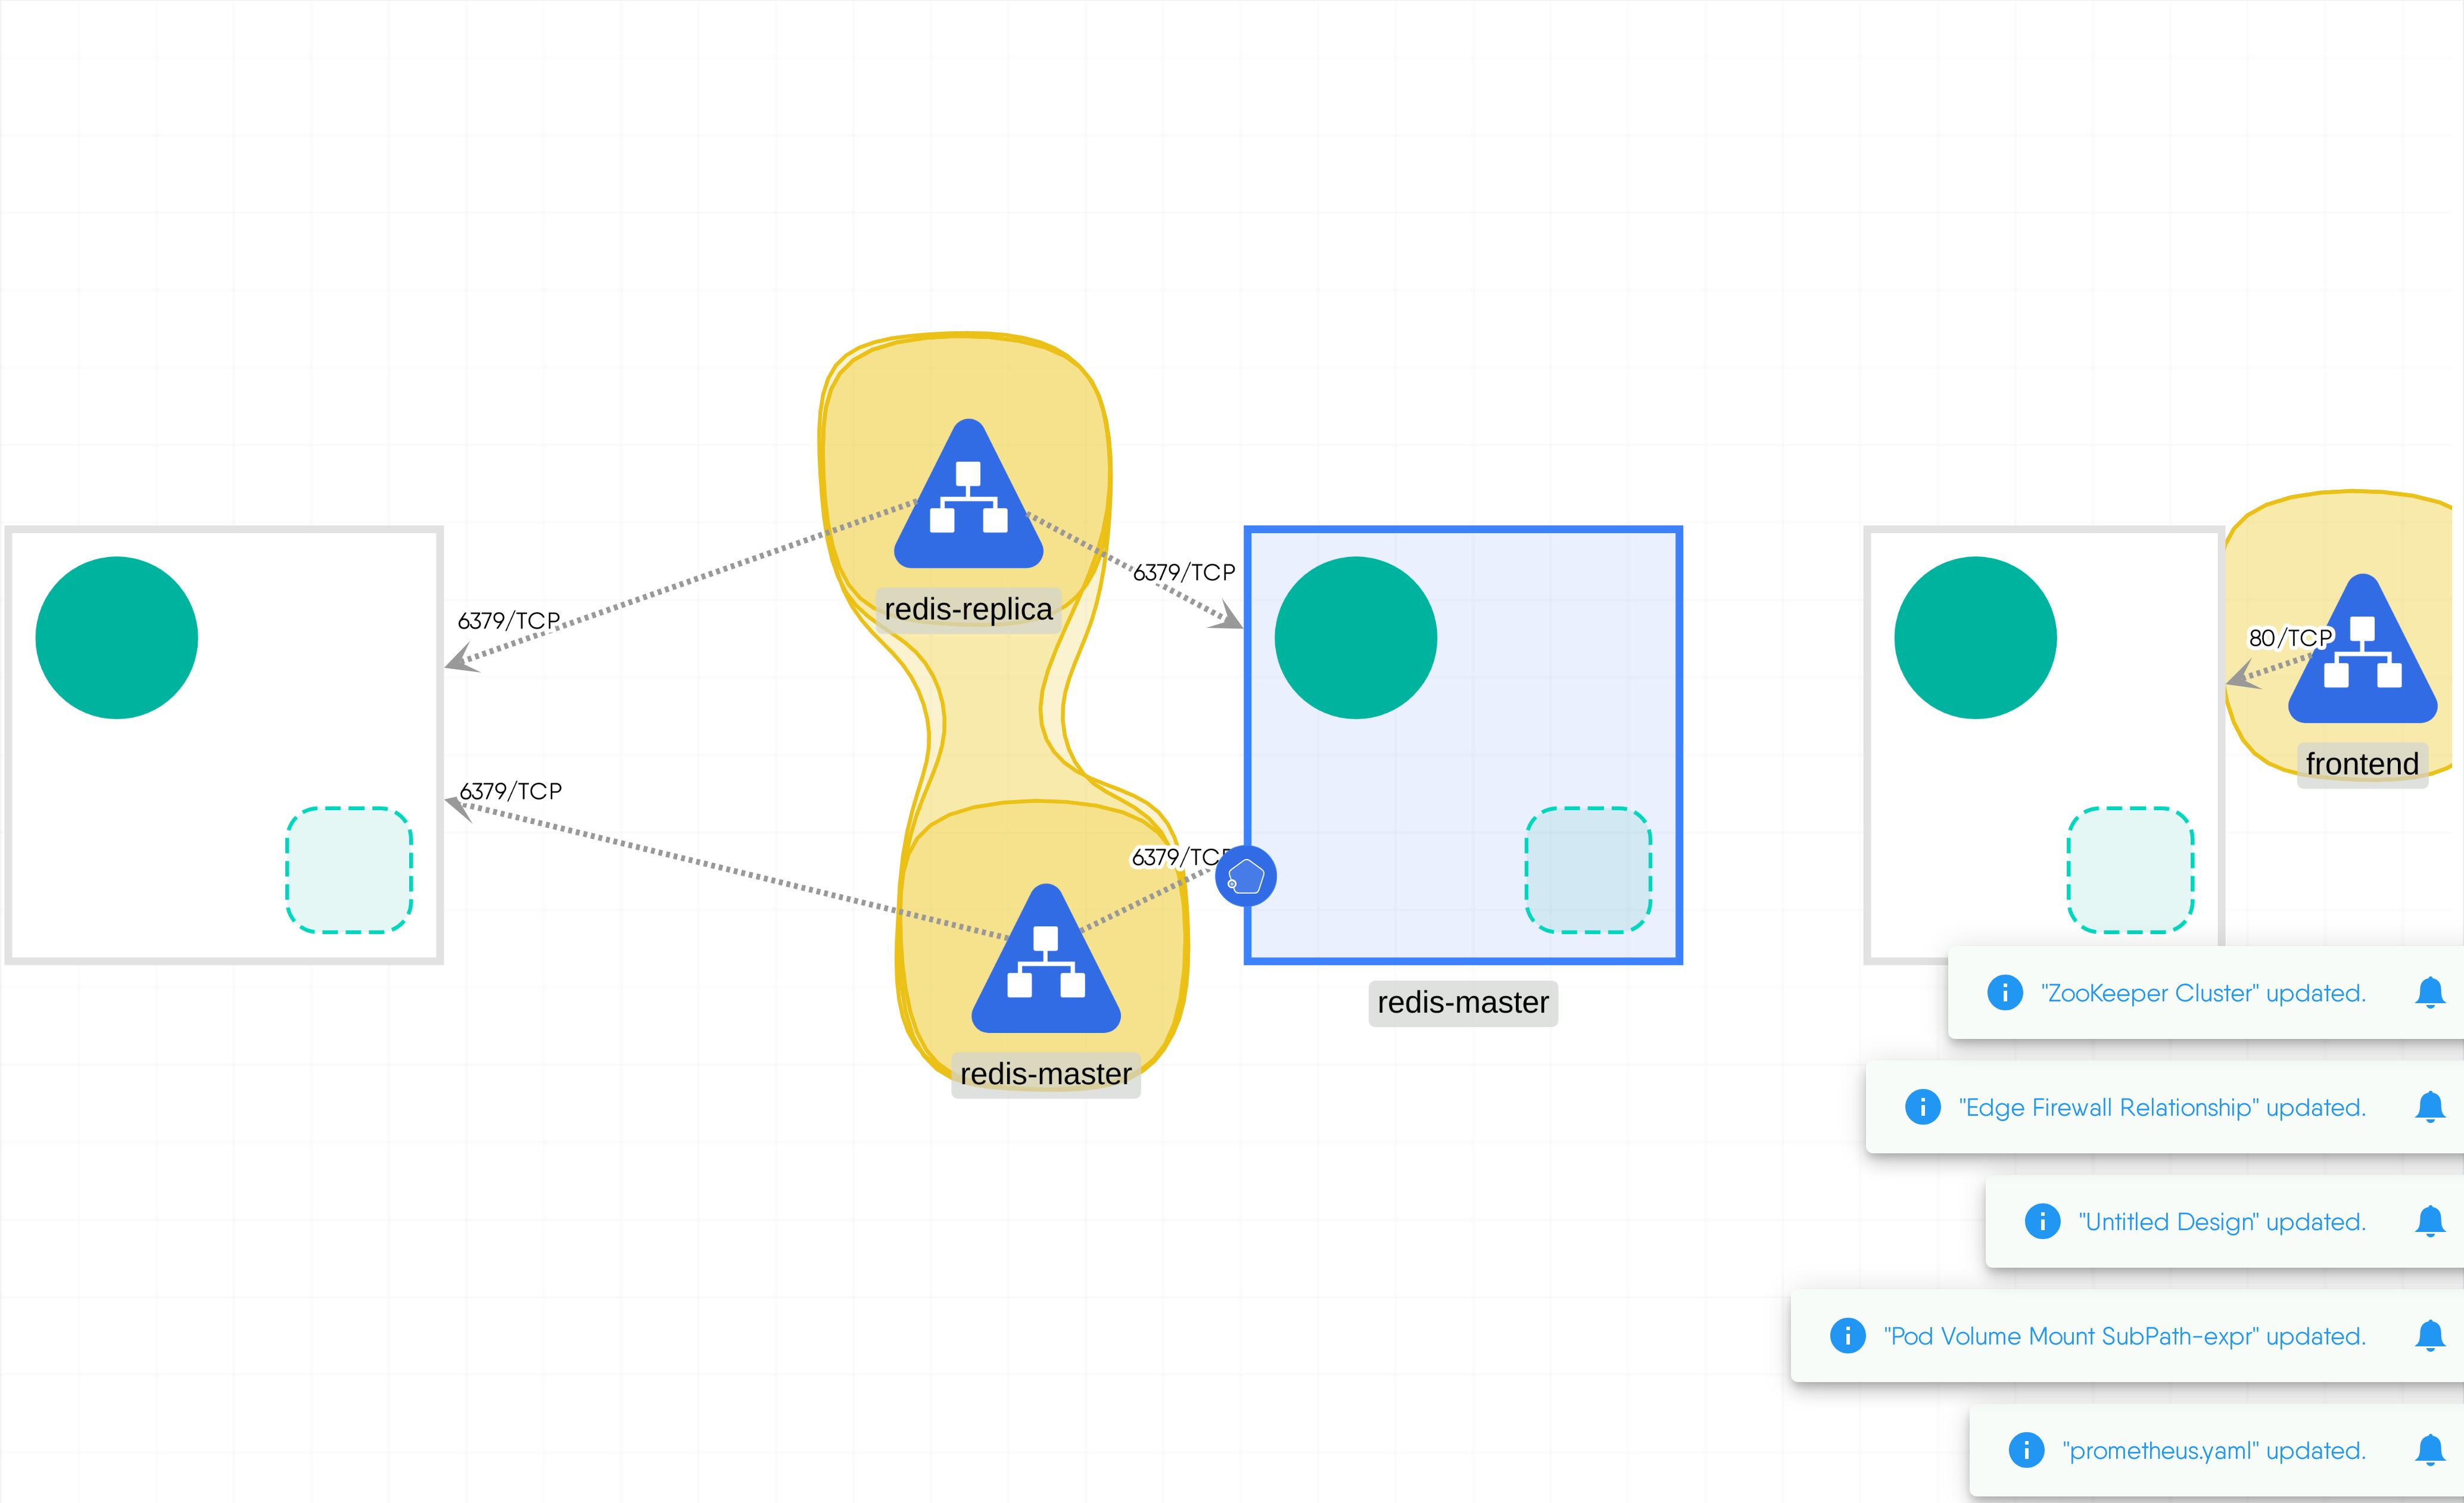 6379/TCP
redis-replica
6379/TCP
80/TCP
frontend
6379/TCP
6379/TCP
redis-master
redis-master
"ZooKeeper Cluster" updated.
"Edge Firewall Relationship" updated.
"Untitled Design" updated.
"Pod Volume Mount SubPath-expr" updated.
"prometheus.yaml" updated.